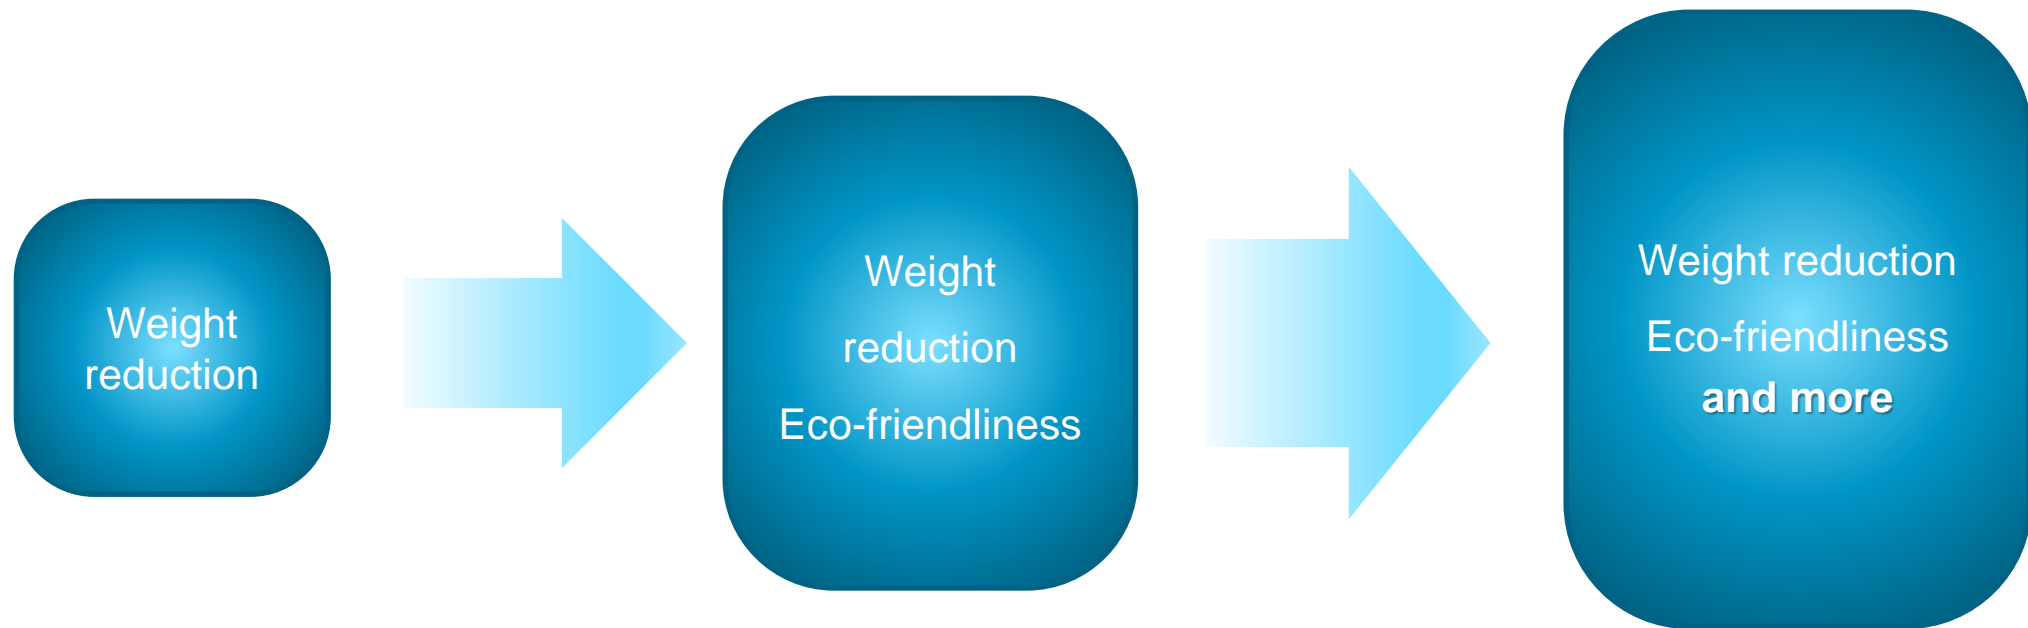 Weight
reduction
Weight
reduction
Eco-friendliness
Weight reduction
Eco-friendliness
and more